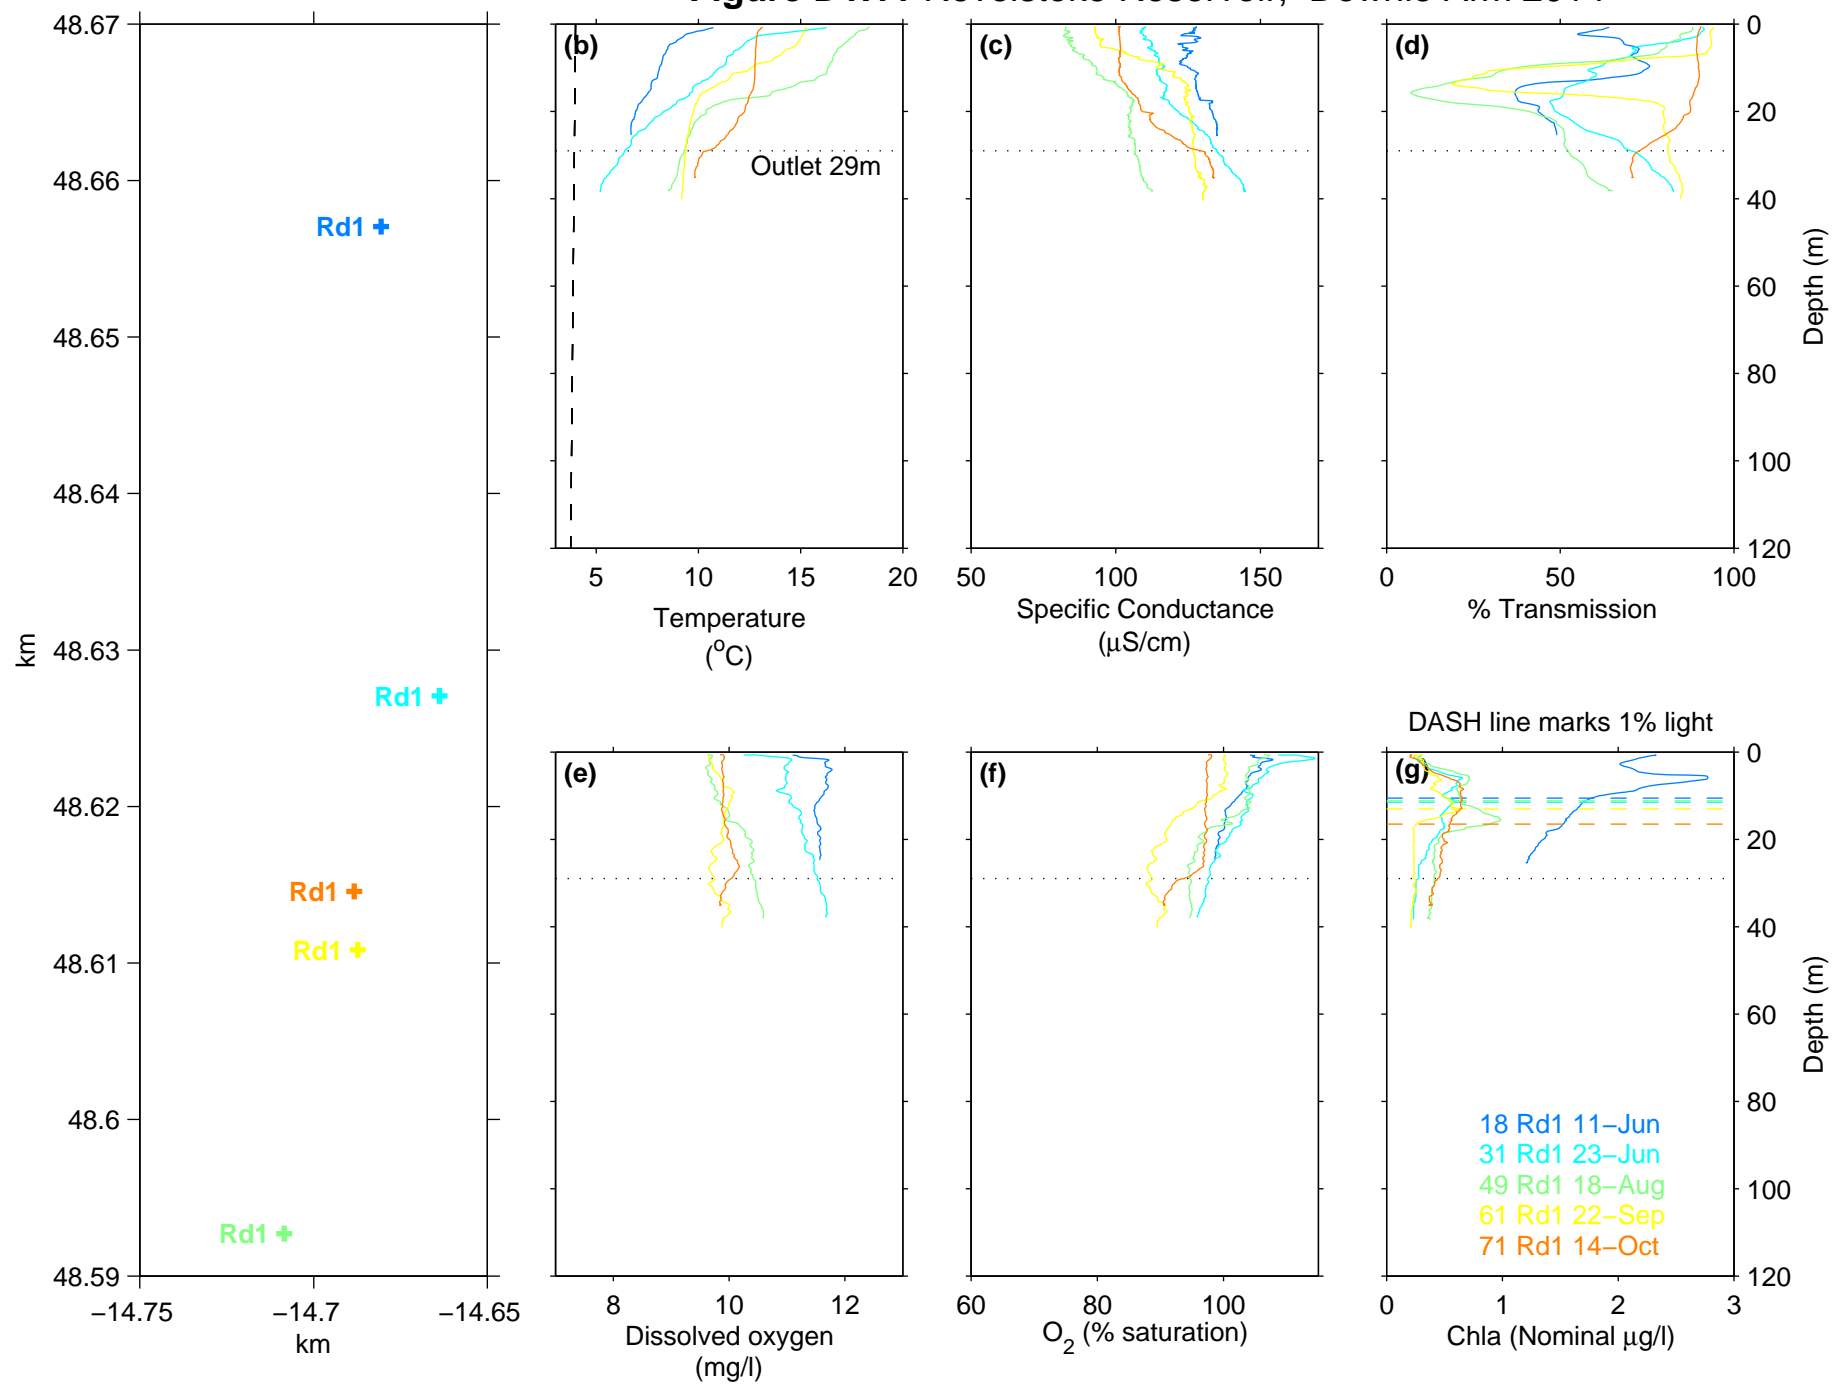 48.67
48.66
48.65
48.64
48.63
48.62
48.61
48.6
48.59
km
−14.75 −14.7 −14.65
km
Rd1
Rd1
Rd1
Rd1
Rd1
(b)
Outlet 29m
5 10 15 20
Temperature
(°C)
(c)
50 100 150
Specific Conductance
(μS/cm)
(d)
0 50 100
% Transmission
0
20
40
60
80
100
120
Depth (m)
(e)
8 10 12
Dissolved oxygen
(mg/l)
(f)
60 80 100
O2 (% saturation)
DASH line marks 1% light
(g)
18 Rd1 11−Jun
31 Rd1 23−Jun
49 Rd1 18−Aug
61 Rd1 22−Sep
71 Rd1 14−Oct
0 1 2 3
Chla (Nominal μg/l)
0
20
40
60
80
100
120
Depth (m)